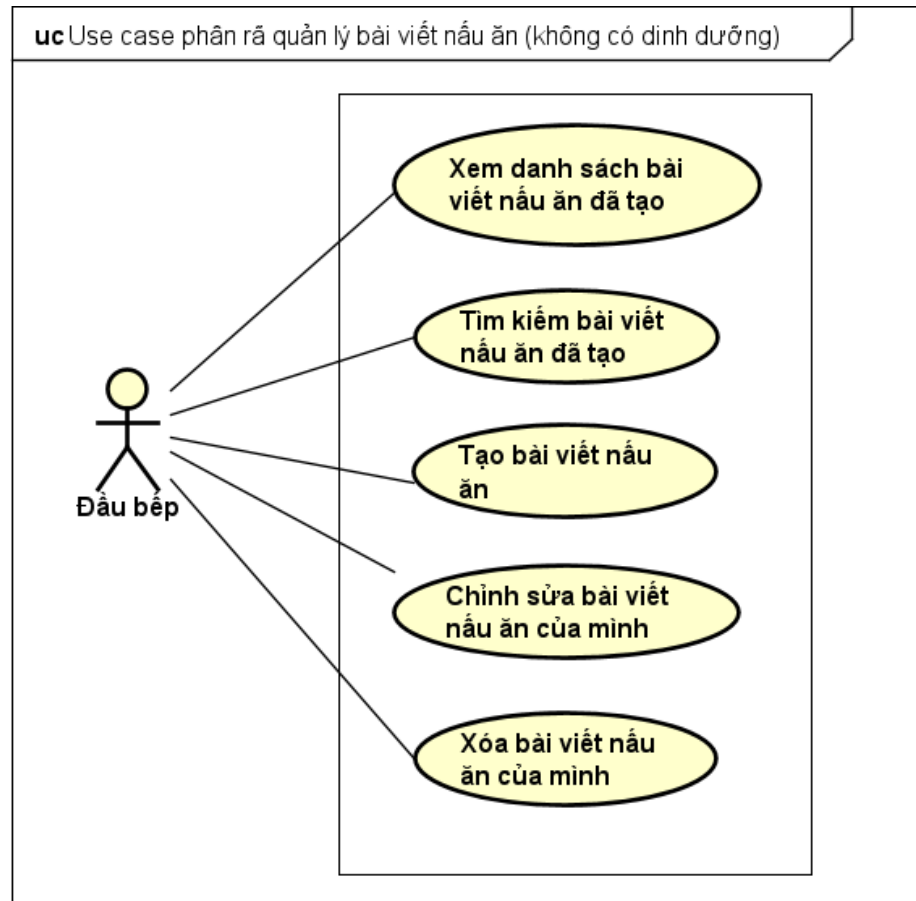 uc Use case phân rã quản lý bài viết nấu ăn (không có dinh dưỡng)
Xem danh sách bài
viết nấu ăn đã tạo
Tìm kiếm bài viết
nấu ăn đã tạo
Tạo bài viết nấu
ăn
Đầu bếp
Chỉnh sửa bài viết
nấu ăn của mình
Xóa bài viết nấu
ăn của mình